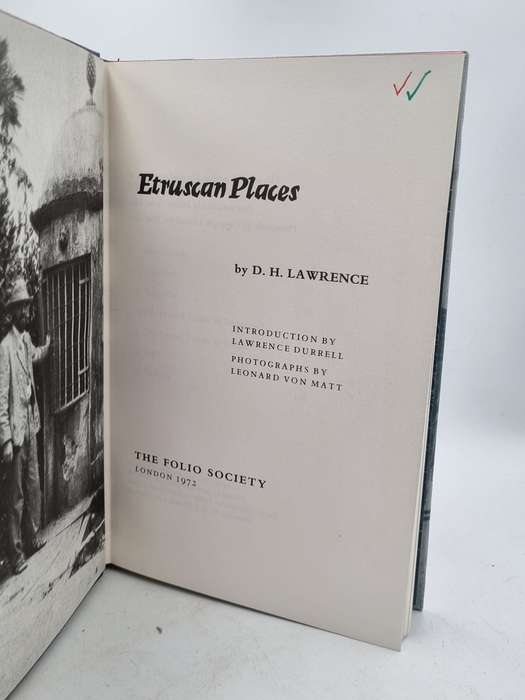 Etruscan Places
by D. H. LAWRENCE
INTRODUCTION BY
LAWRENCE DURRELL
PHOTOGRAPHS BY
LEONARD VON MATT
THE FOLIO SOCIETY
LONDON 1972